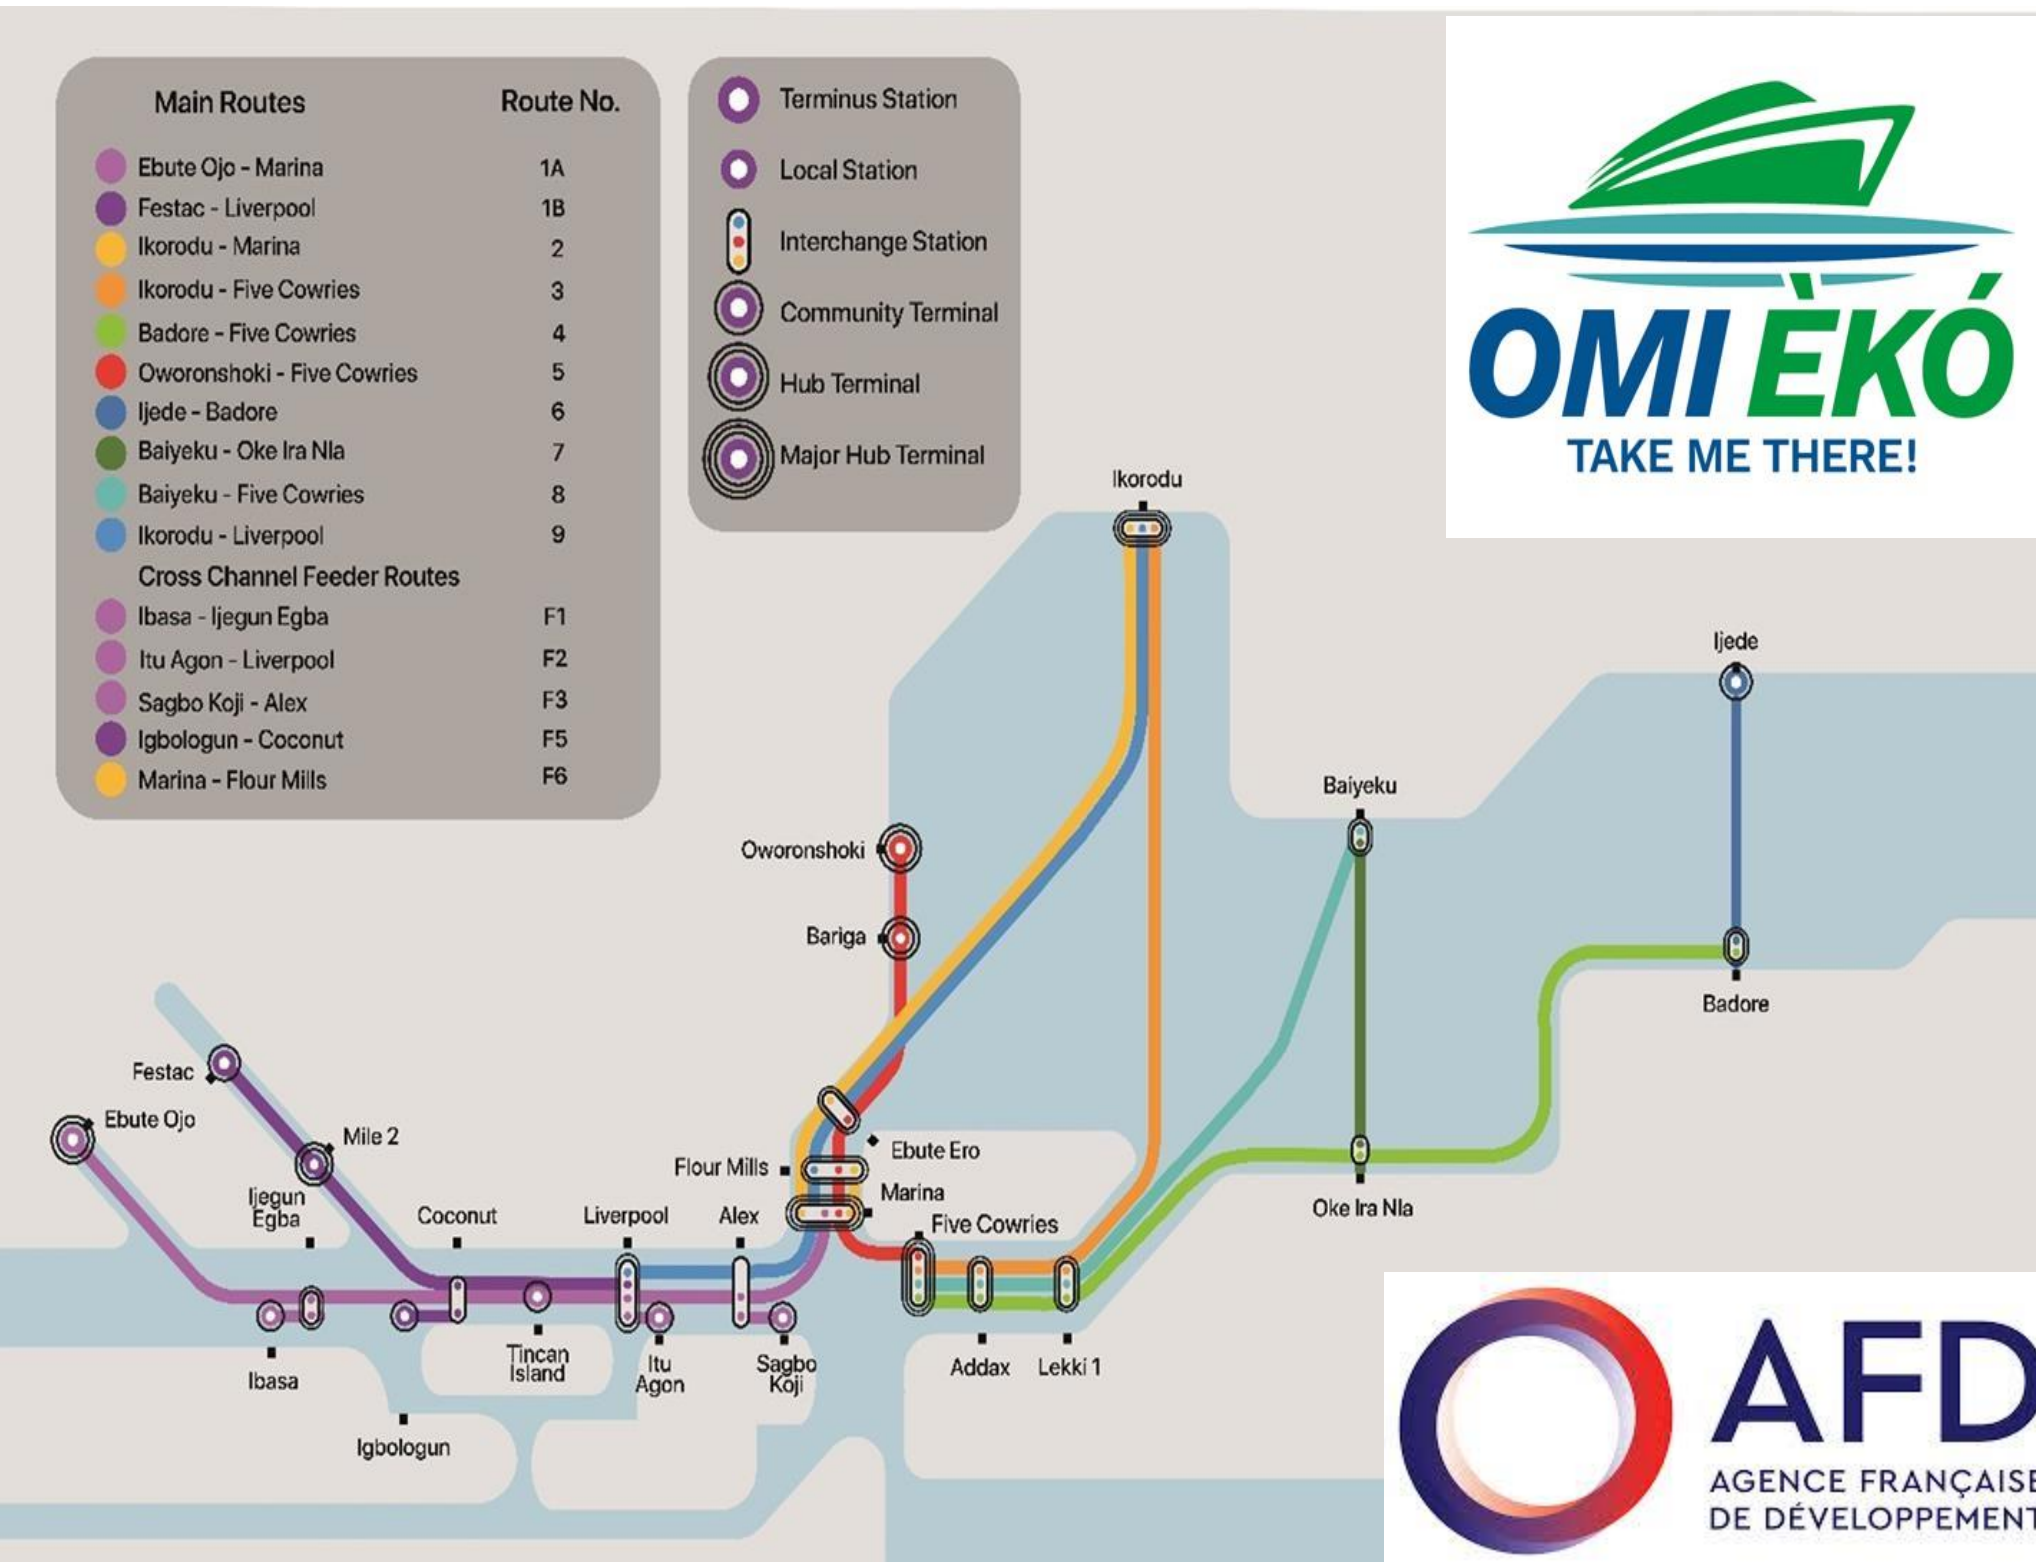 Main Routes Route No.
Ebute Ojo - Marina 1A
Festac - Liverpool 1B
Ikorodu - Marina 2
Ikorodu - Five Cowries 3
Badore - Five Cowries 4
Oworonshoki - Five Cowries 5
Ijede - Badore 6
Baiyeku - Oke Ira Nla 7
Baiyeku - Five Cowries 8
Ikorodu - Liverpool 9
Cross Channel Feeder Routes
Ibasa - Ijegun Egba F1
Itu Agon - Liverpool F2
Sagbo Koji - Alex F3
Igbologun - Coconut F5
Marina - Flour Mills F6
Terminus Station
Local Station
Interchange Station
Community Terminal
Hub Terminal
Major Hub Terminal
OMI ÈKÓ
TAKE ME THERE!
Ikorodu
Ijede
Baiyeku
Oworonshoki
Bariga
Badore
Festac
Ebute Ojo
Mile 2
Ebute Ero
Flour Mills
Marina
Ijegun
Egba
Coconut
Liverpool
Alex
Five Cowries
Oke Ira Nla
Ibasa
Tincan
Island
Itu
Agon
Sagbo
Koji
Addax
Lekki 1
Igbologun
AFD
AGENCE FRANÇAISE
DE DÉVELOPPEMENT